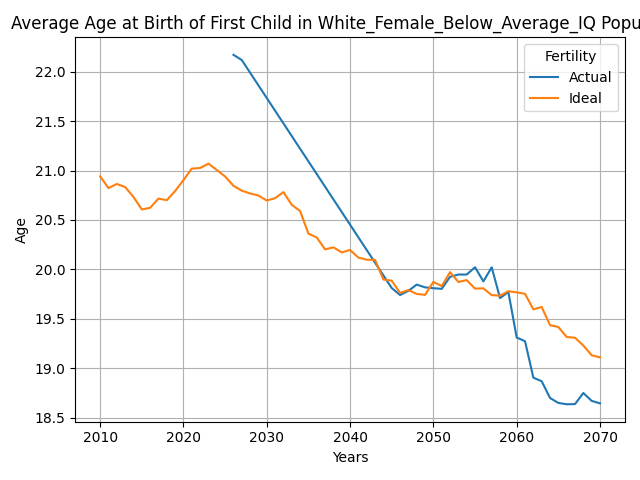 Average Age at Birth of First Child in White_Female_Below_Average_IQ Popu
Fertility
Actual
Ideal
22.0
21.5
21.0
20.5
20.0
19.5
19.0
18.5
Age
2010 2020 2030 2040 2050 2060 2070
Years